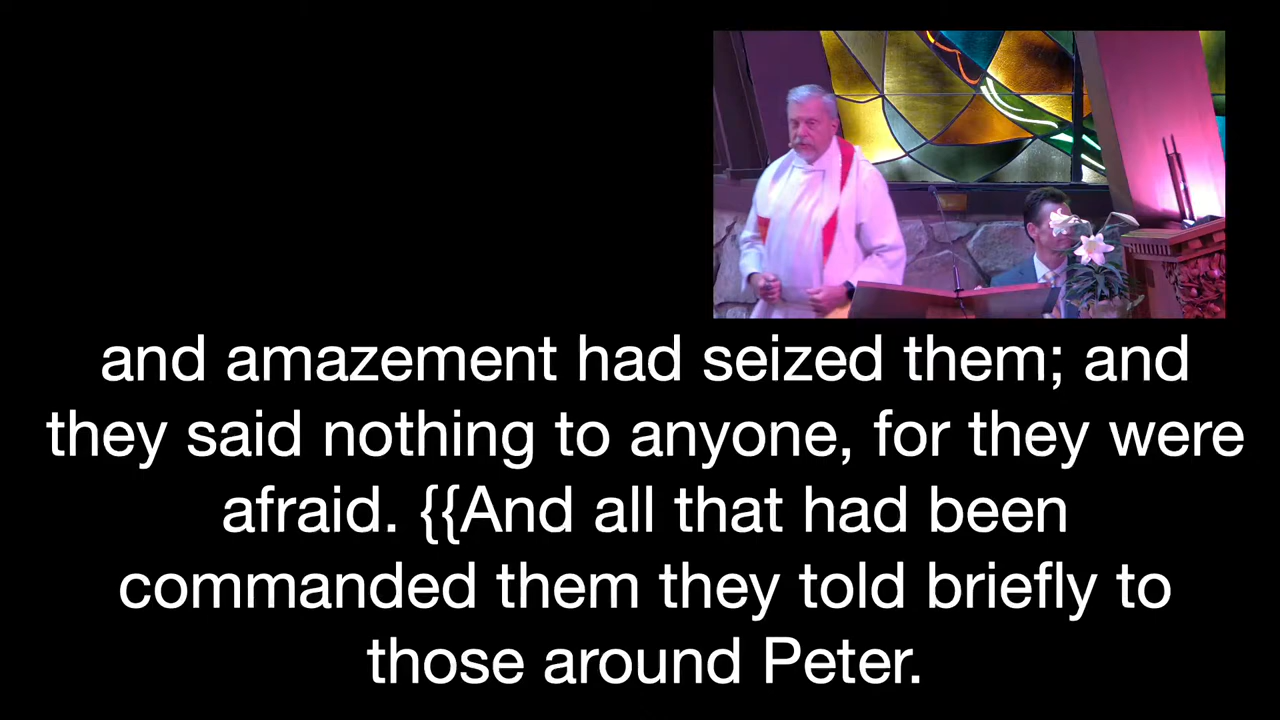 and amazement had seized them; and
they said nothing to anyone, for they were
afraid. {{And all that had been
commanded them they told briefly to
those around Peter.